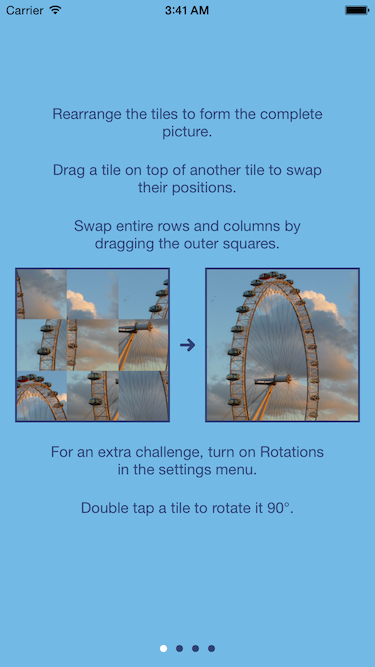 Carrier 3:41 AM
Rearrange the tiles to form the complete
picture.
Drag a tile on top of another tile to swap
their positions.
Swap entire rows and columns by
dragging the outer squares.
For an extra challenge, turn on Rotations
in the settings menu.
Double tap a tile to rotate it 90°.